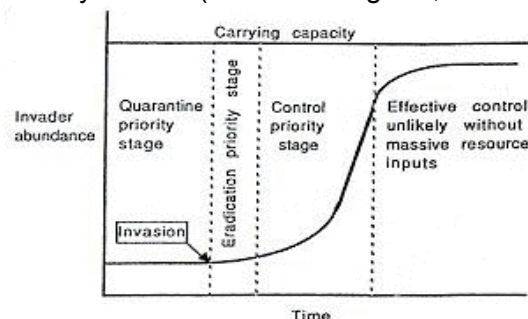 Carrying capacity
Invader
abundance
Quarantine
priority
stage
Eradication priority stage
Control
priority
stage
Effective control
unlikely without
massive resource
inputs
Invasion
Time